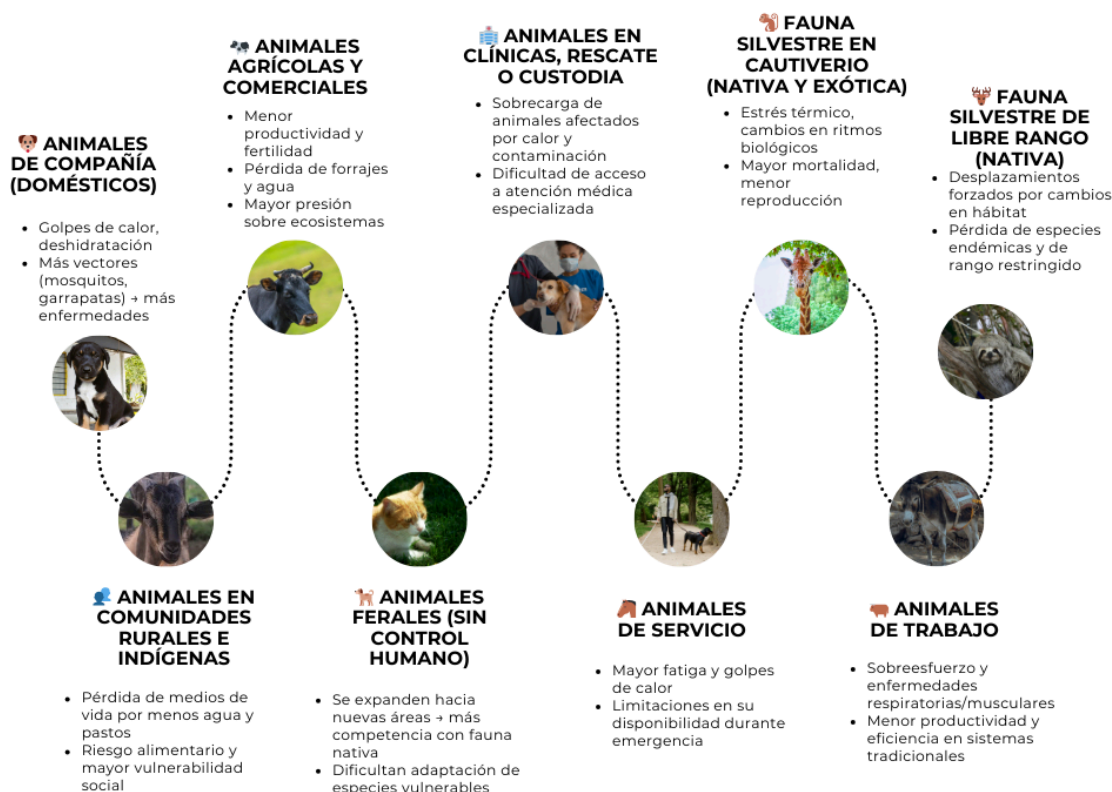 ANIMALES
DE COMPAÑÍA
(DOMÉSTICOS)
• Golpes de calor,
deshidratación
• Más vectores
(mosquitos,
garrapatas) → más
enfermedades
ANIMALES EN
COMUNIDADES
RURALES E
INDÍGENAS
• Pérdida de medios de
vida por menos agua y
pastos
• Riesgo alimentario y
mayor vulnerabilidad
social
ANIMALES
AGRÍCOLAS Y
COMERCIALES
• Menor
productividad y
fertilidad
• Pérdida de forrajes
y agua
• Mayor presión
sobre ecosistemas
ANIMALES
FERALES (SIN
CONTROL
HUMANO)
• Se expanden hacia
nuevas áreas → más
competencia con fauna
nativa
• Dificultan adaptación de
especies vulnerables
ANIMALES EN
CLÍNICAS, RESCATE
O CUSTODIA
• Sobrecarga de
animales afectados
por calor y
contaminación
• Dificultad de acceso
a atención médica
especializada
ANIMALES
DE SERVICIO
• Mayor fatiga y golpes
de calor
• Limitaciones en su
disponibilidad durante
emergencia
FAUNA
SILVESTRE EN
CAUTIVERIO
(NATIVA Y EXÓTICA)
• Estrés térmico,
cambios en ritmos
biológicos
• Mayor mortalidad,
menor
reproducción
ANIMALES
DE TRABAJO
• Sobreesfuerzo y
enfermedades
respiratorias/musculares
• Menor productividad y
eficiencia en sistemas
tradicionales
FAUNA
SILVESTRE DE
LIBRE RANGO
(NATIVA)
• Desplazamientos
forzados por cambios
en hábitat
• Pérdida de especies
endémicas y de
rango restringido